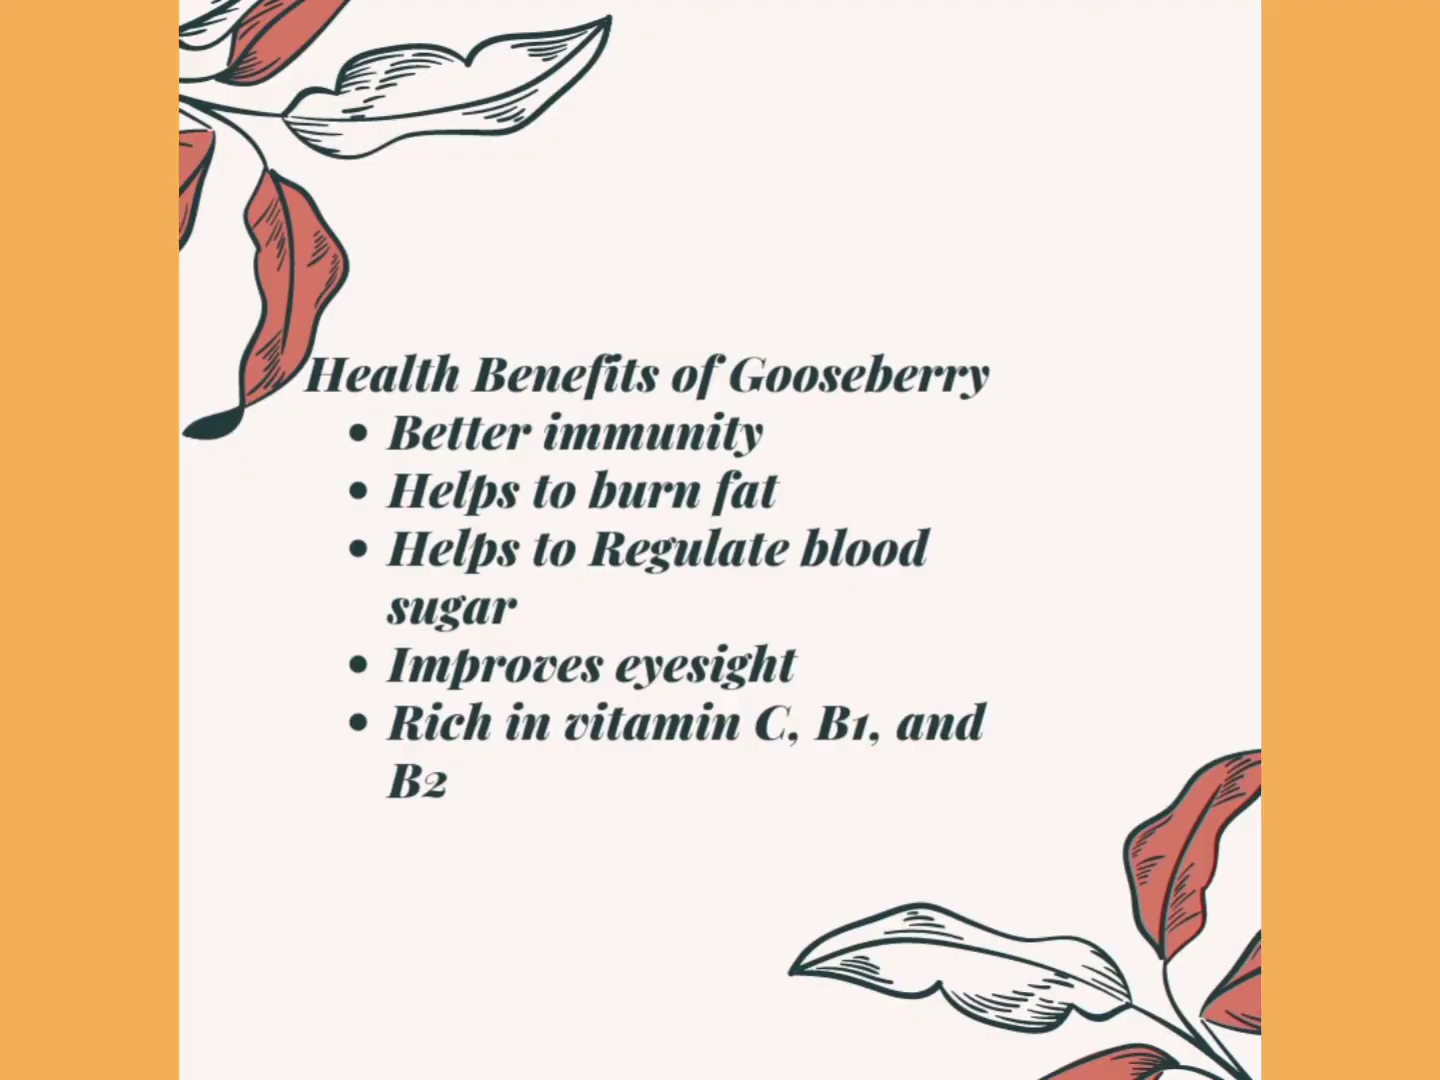 Health Benefits of Gooseberry
• Better immunity
• Helps to burn fat
• Helps to Regulate blood
sugar
• Improves eyesight
• Rich in vitamin C, B1, and
B2